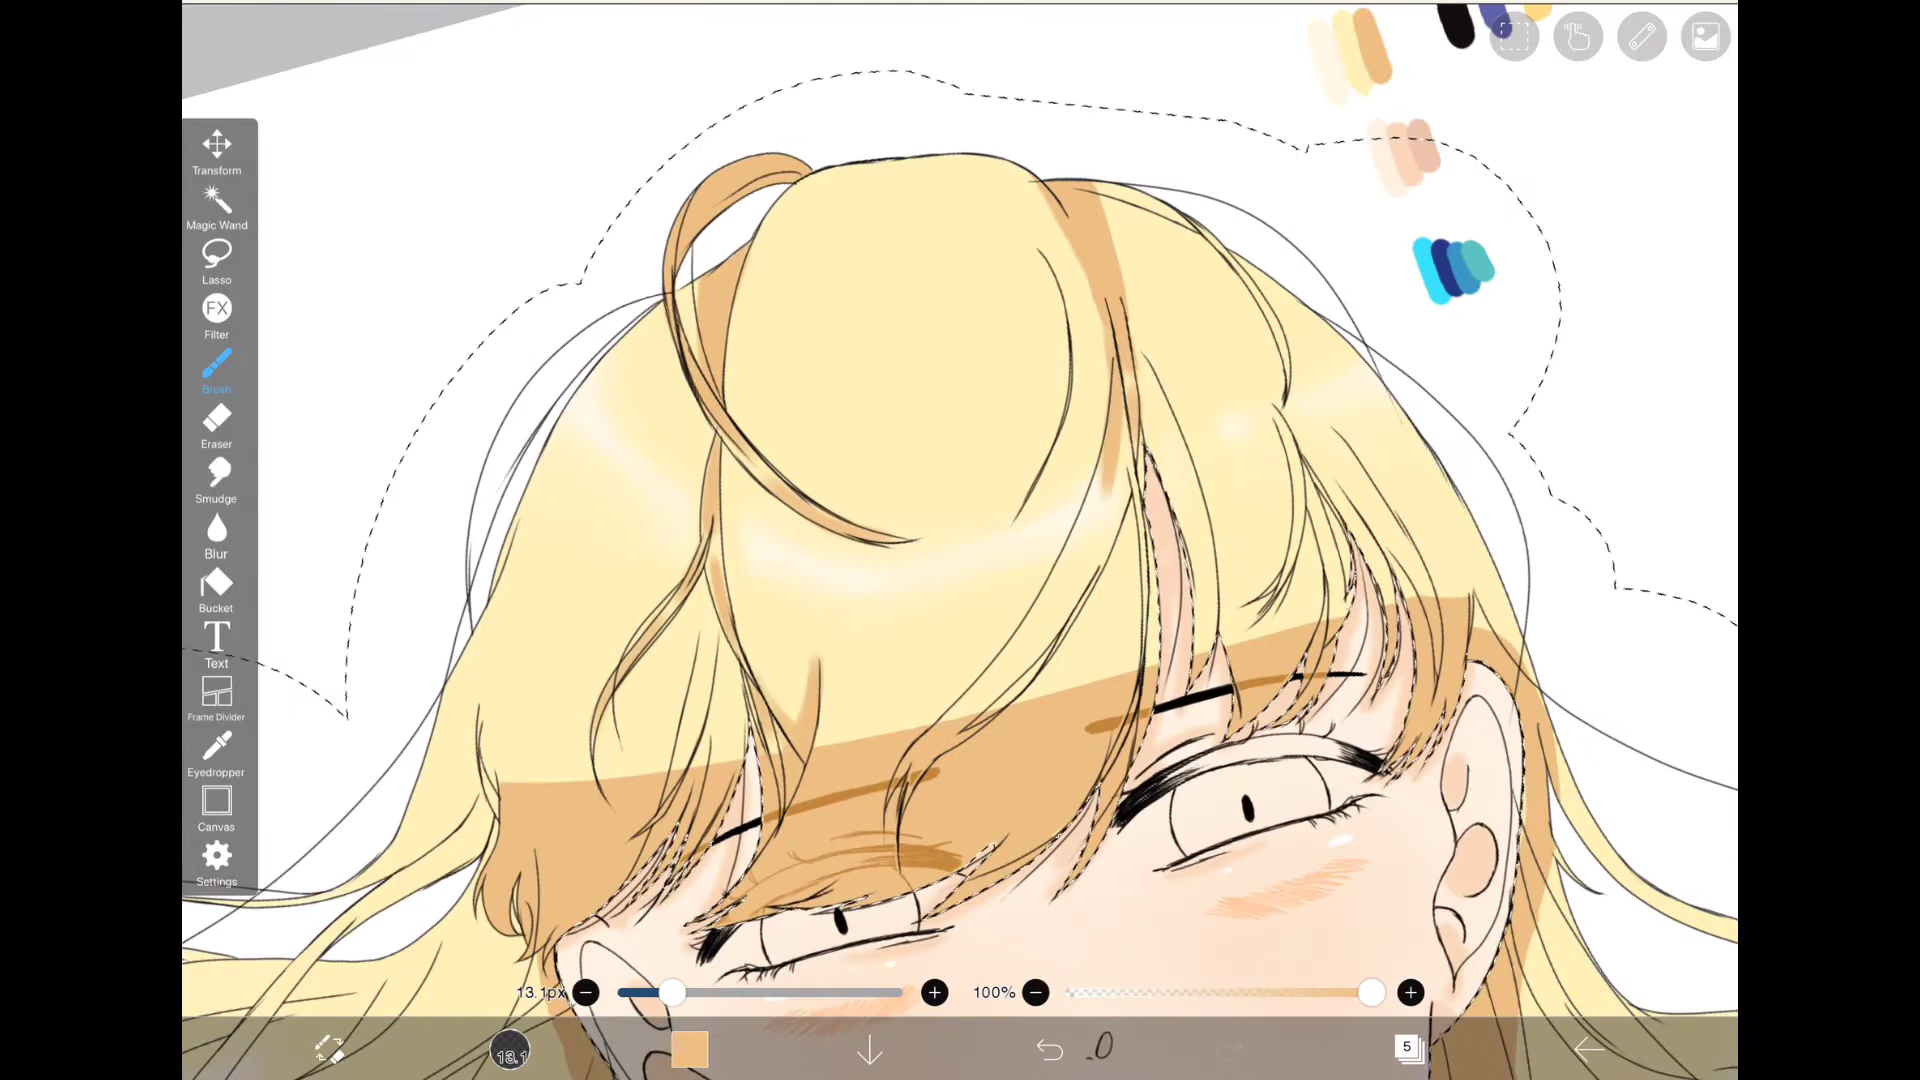 Transform
Magic Wand
Lasso
FX
Filter
Brush
Eraser
Smudge
Blur
Bucket
T
Text
Frame Divider
Eyedropper
Canvas
Settings
13.1px
100%
13.1
5